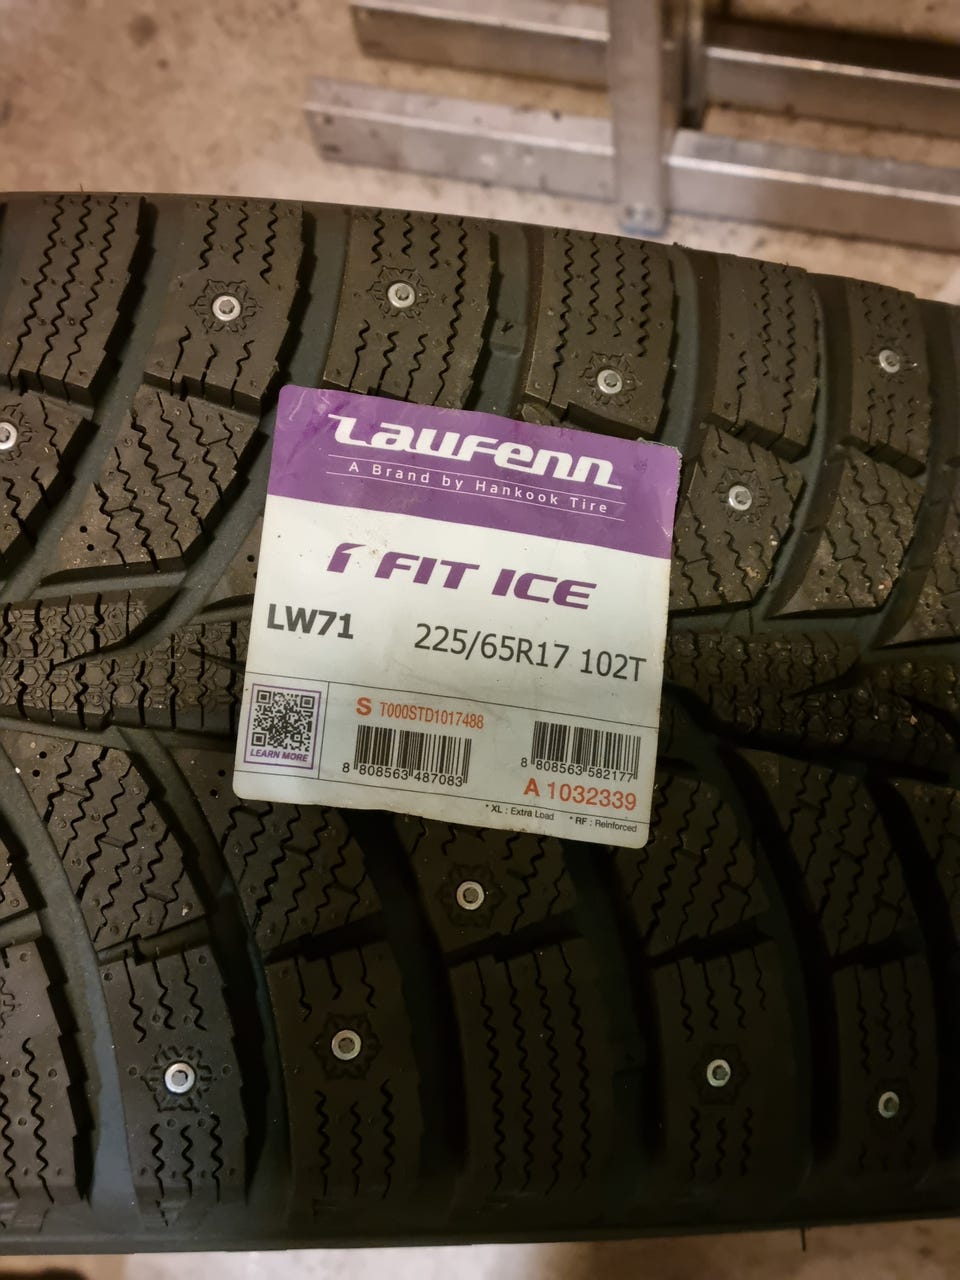 Laufenn
A Brand by Hankook Tire
i FIT ICE
LW71 225/65R17 102T
LEARN MORE
S T000STD1017488
8 808563 487083
8 808563 582177
A 1032339
* XL : Extra Load * RF : Reinforced